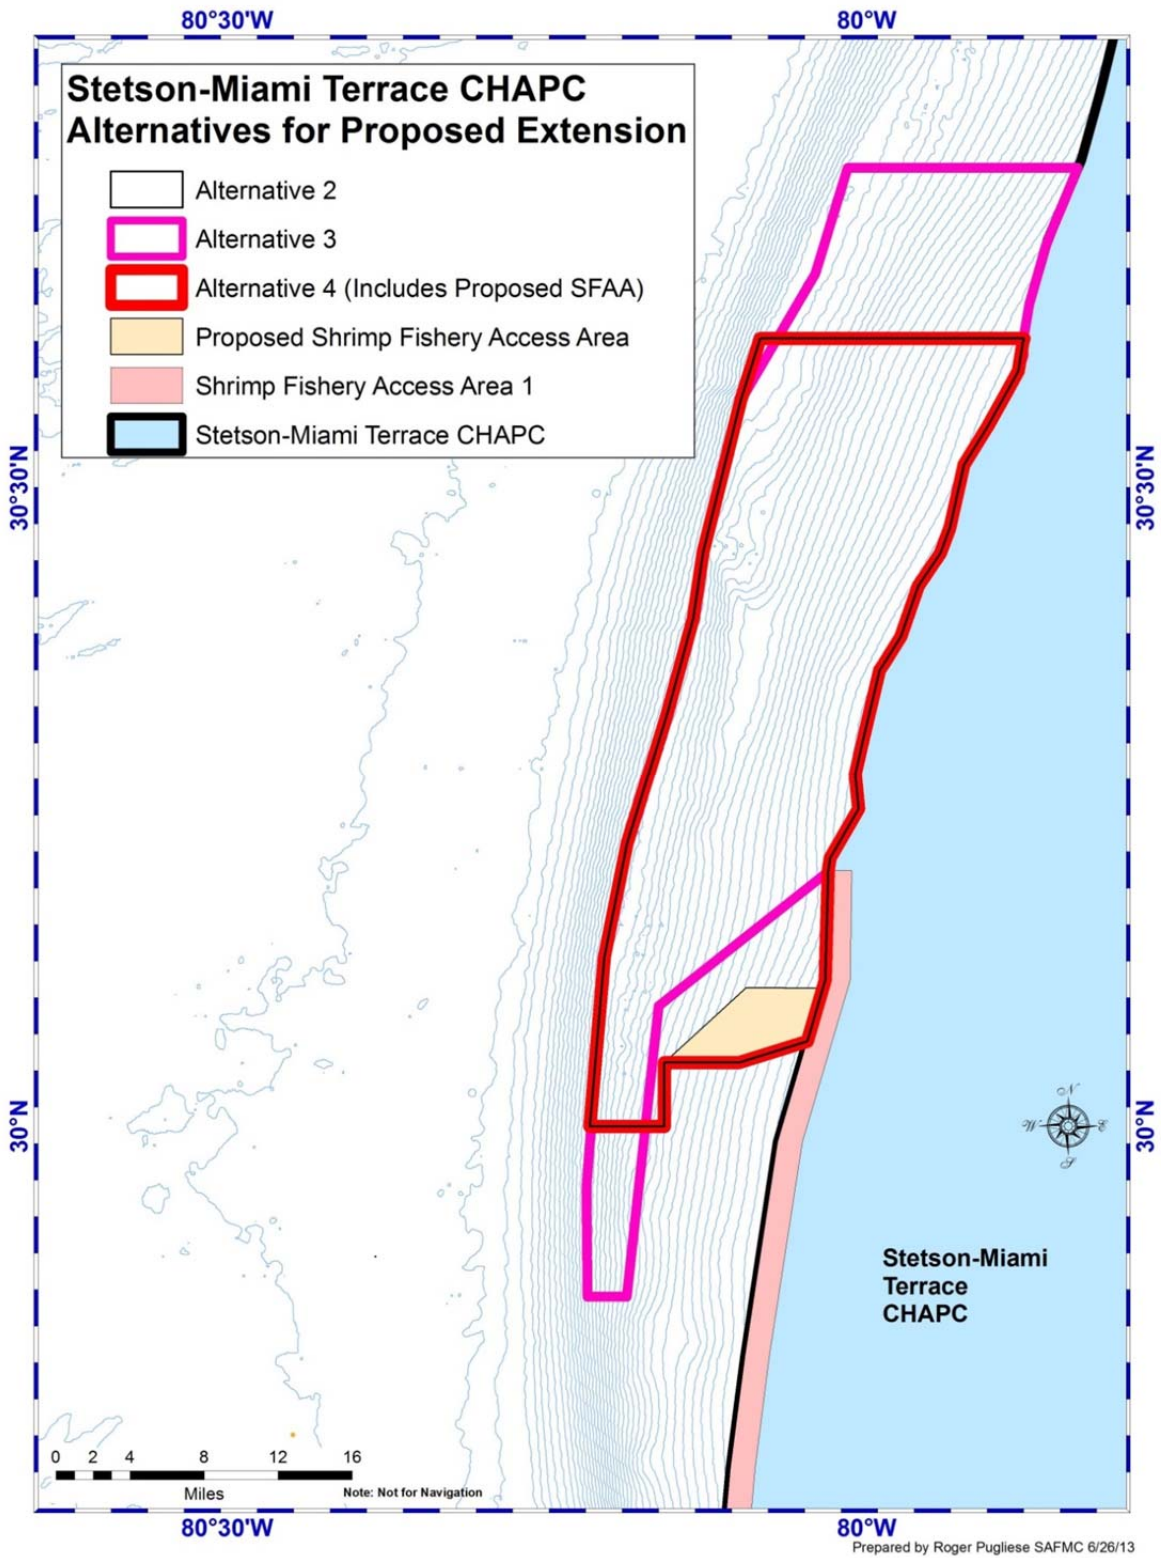 80°30'W 80°W
Stetson-Miami Terrace CHAPC
Alternatives for Proposed Extension
Alternative 2
Alternative 3
Alternative 4 (Includes Proposed SFAA)
Proposed Shrimp Fishery Access Area
Shrimp Fishery Access Area 1
Stetson-Miami Terrace CHAPC
30°30'N 30°30'N
30°N 30°N
N
W E
S
Stetson-Miami
Terrace
CHAPC
0 2 4 8 12 16
Miles
Note: Not for Navigation
80°30'W 80°W
Prepared by Roger Pugliese SAFMC 6/26/13